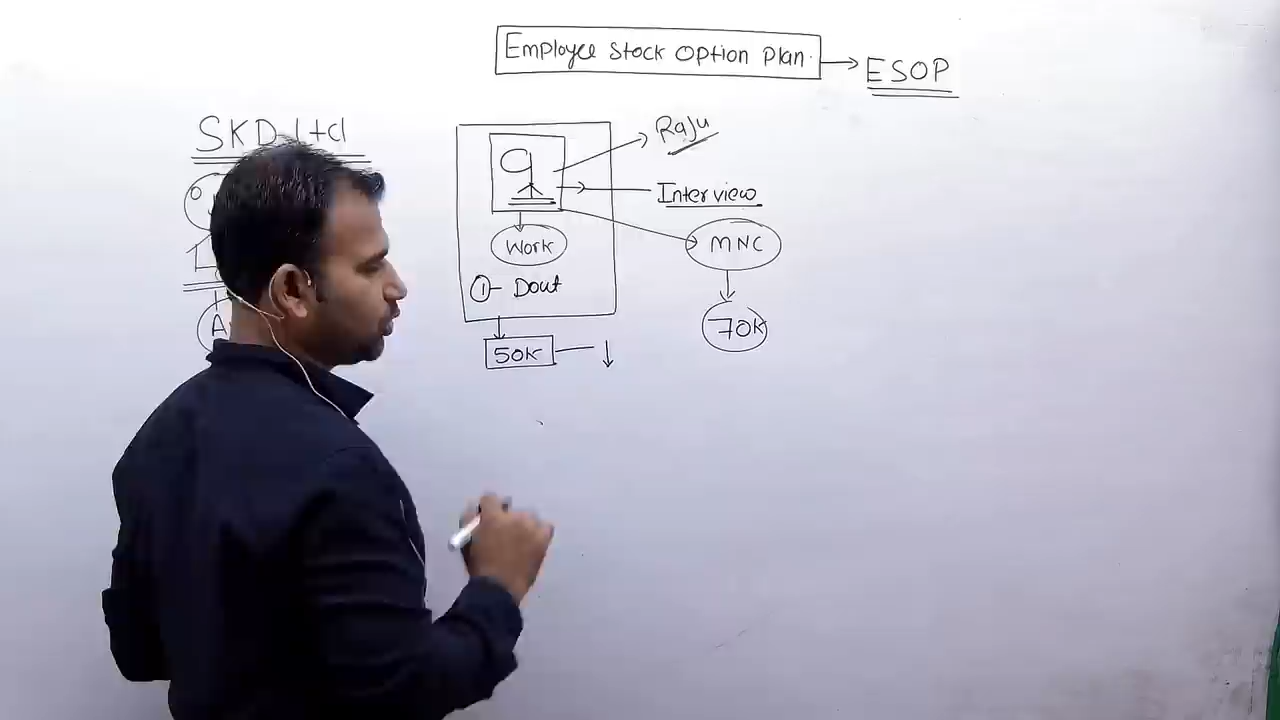 Employee Stock Option Plan.
ESOP
SKD Ltd
Raju
Interview
Work
MNC
①- Dout
70K
50K
A